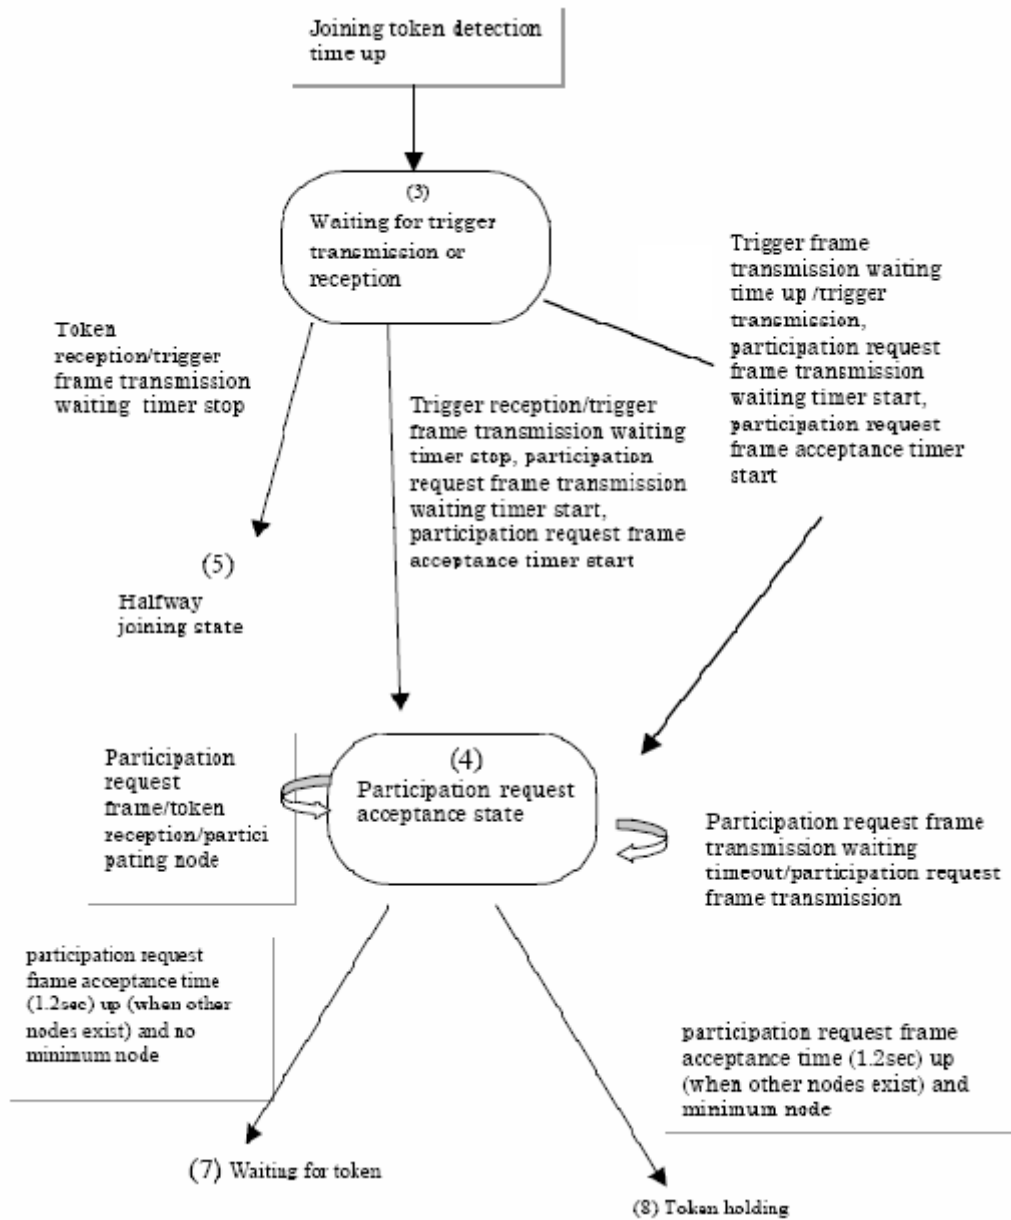 Joining token detection
time up
(3)
Waiting for trigger
transmission or
reception
Trigger frame
transmission waiting
time up /trigger
transmission,
participation request
frame transmission
waiting timer start,
participation request
frame acceptance timer
start
Token
reception/trigger
frame transmission
waiting timer stop
Trigger reception/trigger
frame transmission waiting
timer stop, participation
request frame transmission
waiting timer start,
participation request frame
acceptance timer start
(5)
Halfway
joining state
(4)
Participation request
acceptance state
Participation
request
frame/token
reception/partici
pating node
Participation request frame
transmission waiting
timeout/participation request
frame transmission
participation request
frame acceptance time
(1.2sec) up (when other
nodes exist) and no
minimum node
participation request frame
acceptance time (1.2sec) up
(when other nodes exist) and
minimum node
(7) Waiting for token
(8) Token holding